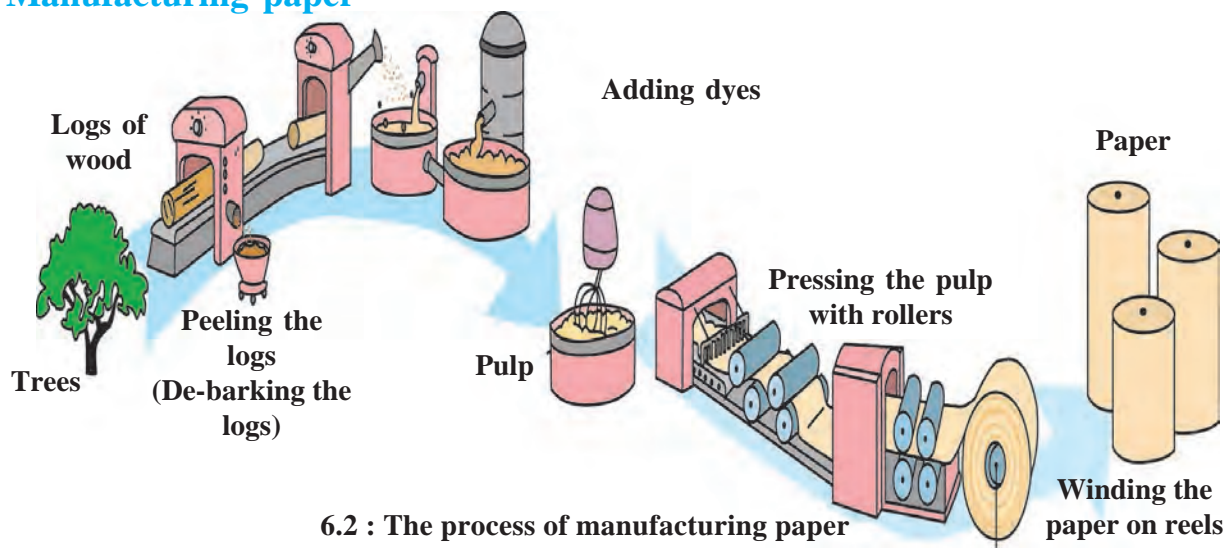 Manufacturing paper
Logs of
wood
Adding dyes
Paper
Trees
Peeling the
logs
(De-barking the
logs)
Pulp
Pressing the pulp
with rollers
Winding the
paper on reels
6.2 : The process of manufacturing paper